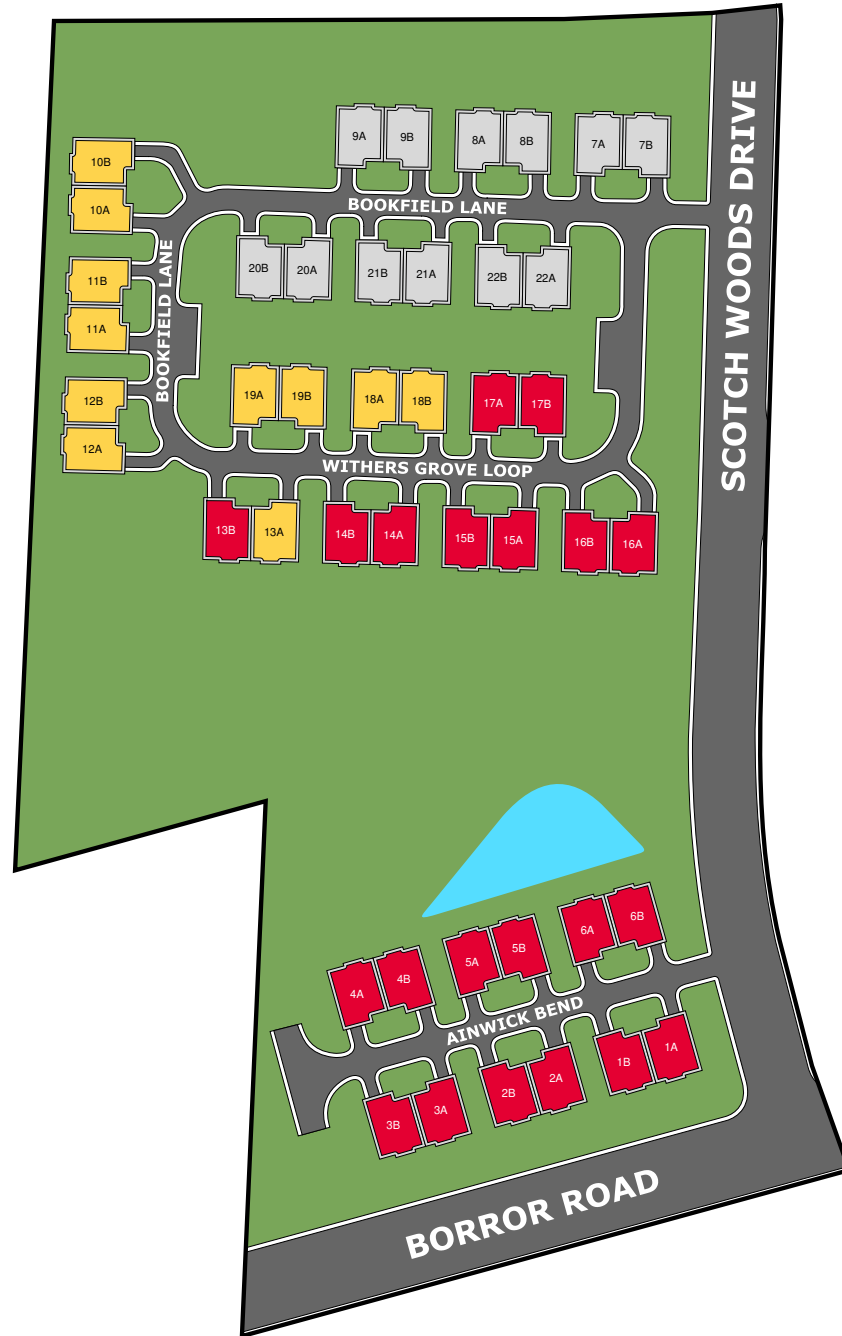 SCOTCH WOODS DRIVE
9A 9B 8A 8B 7A 7B
10B
10A
BOOKFIELD LANE
20B 20A 21B 21A 22B 22A
BOOKFIELD LANE
11B
11A
12B
12A
19A 19B 18A 18B 17A 17B
WITHERS GROVE LOOP
13B 13A 14B 14A 15B 15A 16B 16A
4A 4B 5A 5B 6A 6B
AINWICK BEND
3B 3A 2B 2A 1B 1A
BORROR ROAD